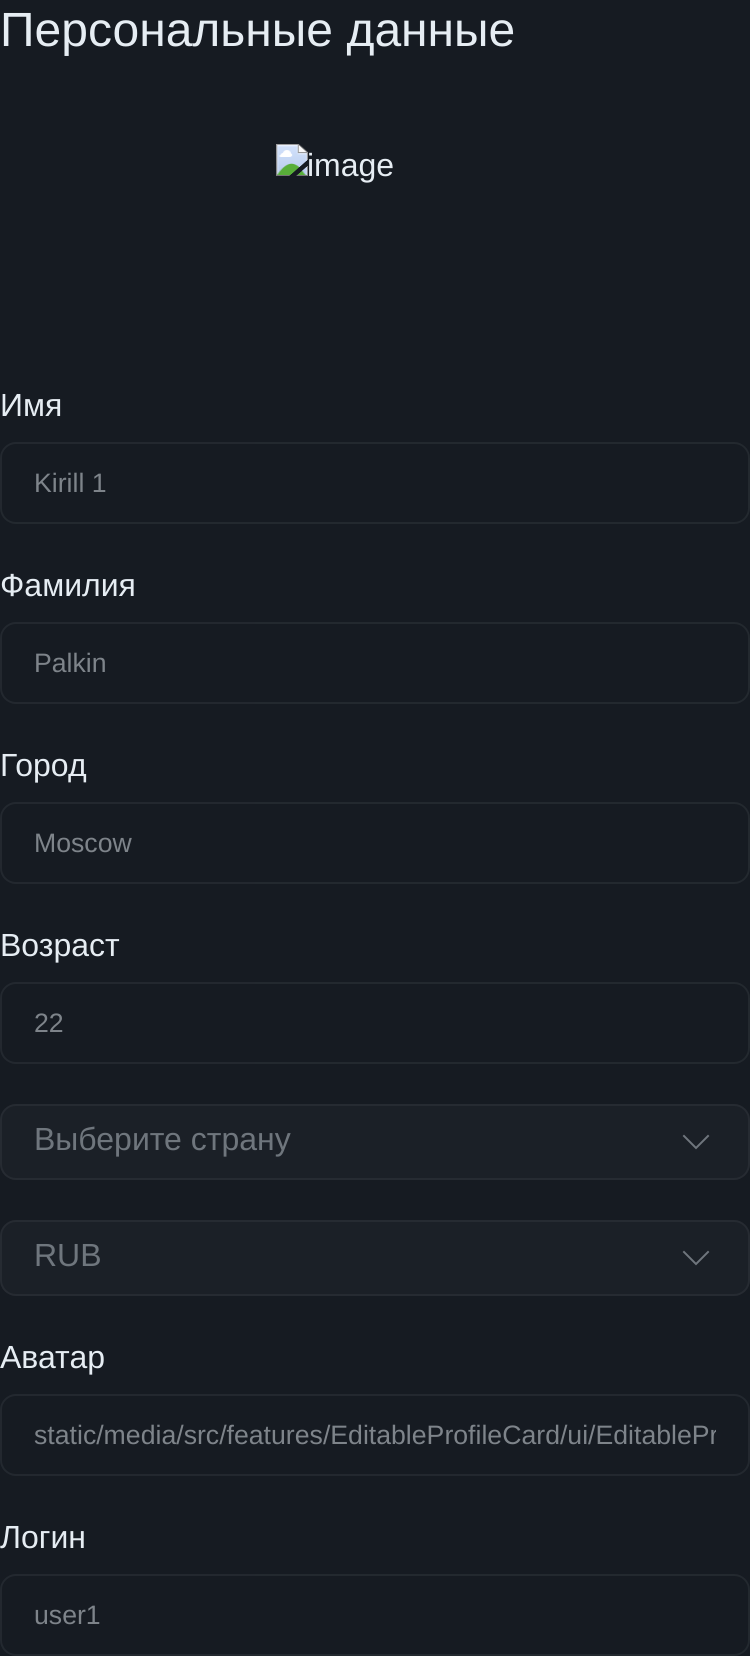 Персональные данные
image
Имя
Kirill 1
Фамилия
Palkin
Город
Moscow
Возраст
22
Выберите страну
RUB
Аватар
static/media/src/features/EditableProfileCard/ui/EditablePr
Логин
user1